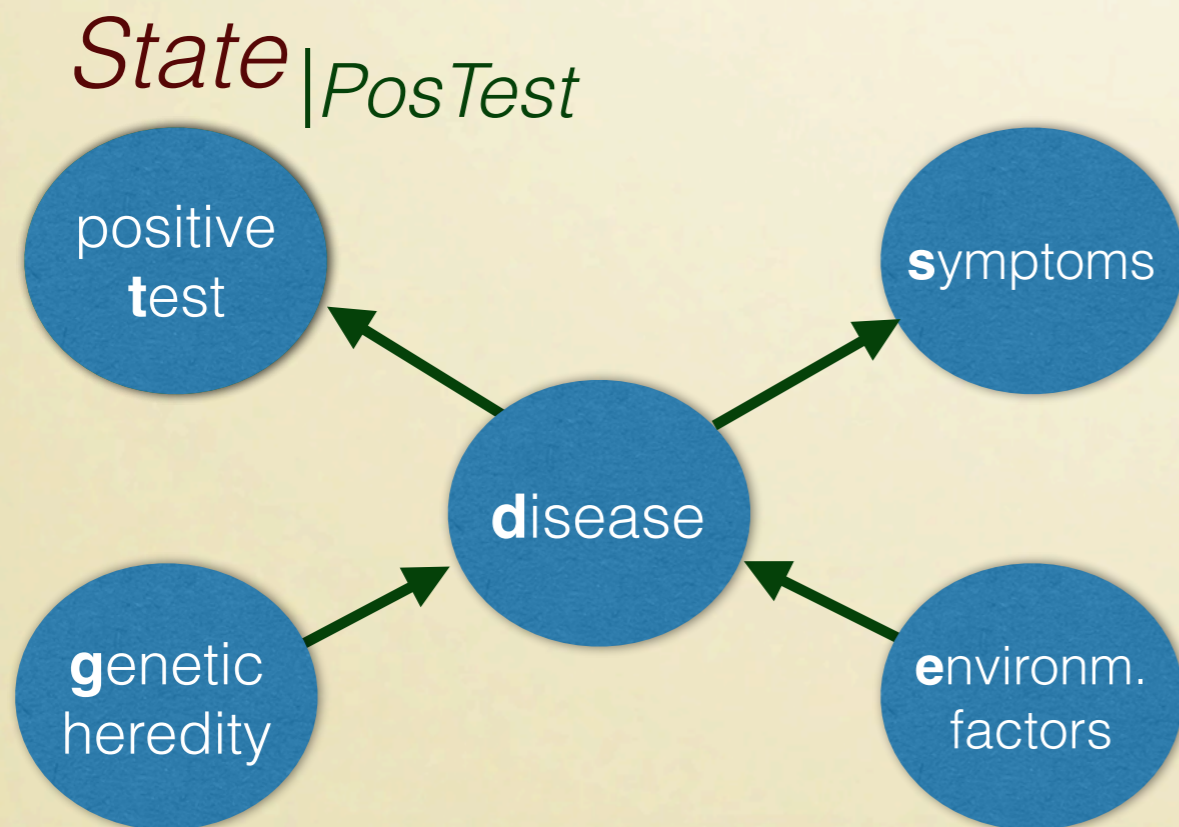 State|PosTest
positive
test
symptoms
disease
genetic
heredity
environm.
factors